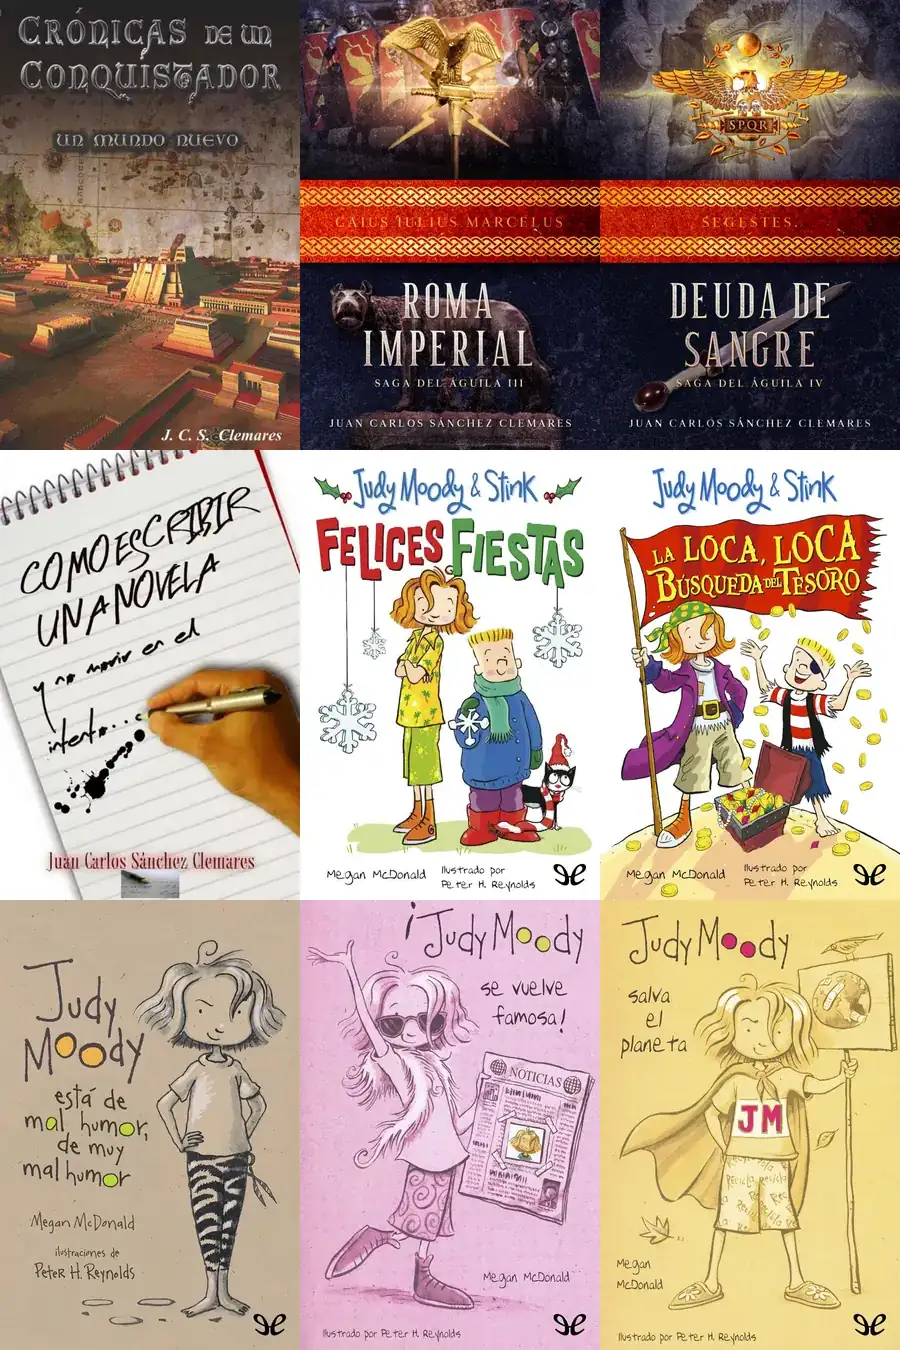 CRÓNICAS DE UN
CONQUISTADOR
UN MUNDO NUEVO
J. C. S. Clemares
CAIUS JULIUS MARCELUS
ROMA
IMPERIAL
SAGA DEL ÁGUILA III
JUAN CARLOS SÁNCHEZ CLEMARES
SPQR
SEGESTES.
DEUDA DE
SANGRE
SAGA DEL ÁGUILA IV
JUAN CARLOS SÁNCHEZ CLEMARES
COMO ESCRIBIR
UNA NOVELA
y no morir en el
intento...
Juan Carlos Sánchez Clemares
Judy Moody & Stink
FELICES FIESTAS
Megan McDonald
Ilustrado por
Peter H. Reynolds
Judy Moody & Stink
LA LOCA, LOCA
BÚSQUEDA DEL TESORO
Megan McDonald
Ilustrado por
Peter H. Reynolds
Judy
Moody
está de
mal humor,
de muy
mal humor
Megan McDonald
ilustraciones de
Peter H. Reynolds
¡Judy Moody
se vuelve
famosa!
NOTICIAS
Megan McDonald
Ilustrado por Peter H. Reynolds
Judy Moody
salva
el
planeta
JM
Recicla
Megan
McDonald
Ilustrado por Peter H. Reynolds